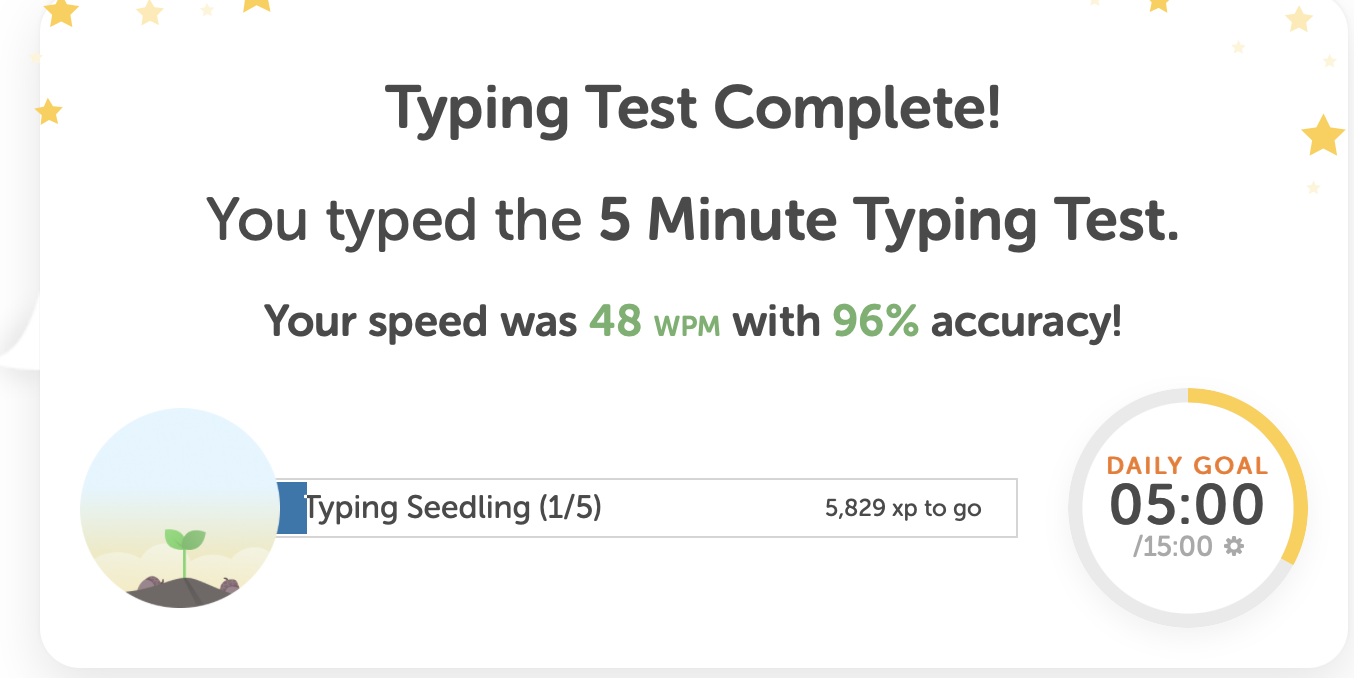 Typing Test Complete!
You typed the 5 Minute Typing Test.
Your speed was 48 WPM with 96% accuracy!
Typing Seedling (1/5)
5,829 xp to go
DAILY GOAL
05:00
/15:00